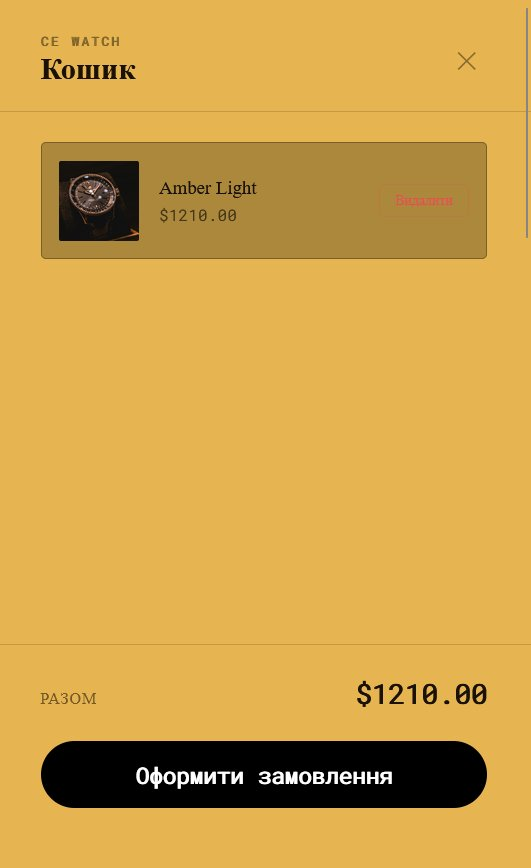 CE WATCH
Кошик
Amber Light
$1210.00
Видалити
РАЗОМ
$1210.00
Оформити замовлення